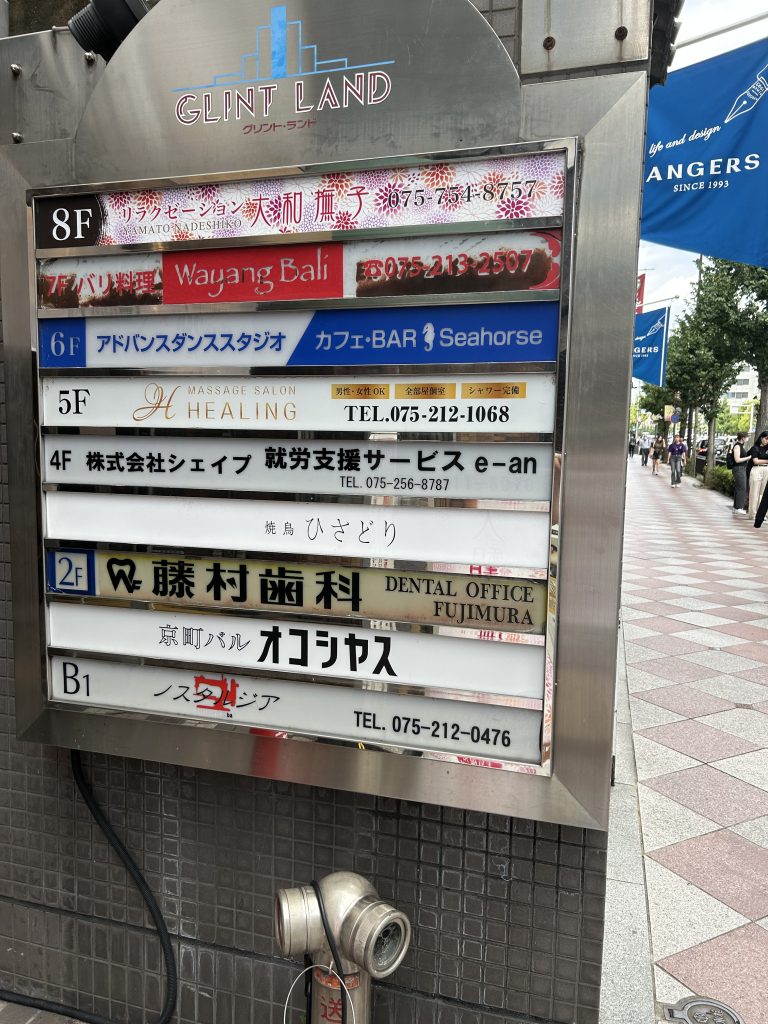 GLINT LAND
グリント・ランド
8F リラクゼーション 大和撫子 075-754-8757
YAMATO NADESHIKO
7F バリ料理 Wayang Bali ☎075-213-2507
6F アドバンスダンススタジオ カフェ・BAR Seahorse
5F H MASSAGE SALON HEALING 男性・女性OK 全部屋個室 シャワー完備
TEL.075-212-1068
4F 株式会社シェイプ 就労支援サービス e-an
TEL. 075-256-8787
焼鳥 ひさどり
2F 藤村歯科 DENTAL OFFICE
FUJIMURA
京町バル オコシヤス
B1 ノスタルジア TEL. 075-212-0476
ba
送
life and design
ANGERS
SINCE 1993
ANGERS